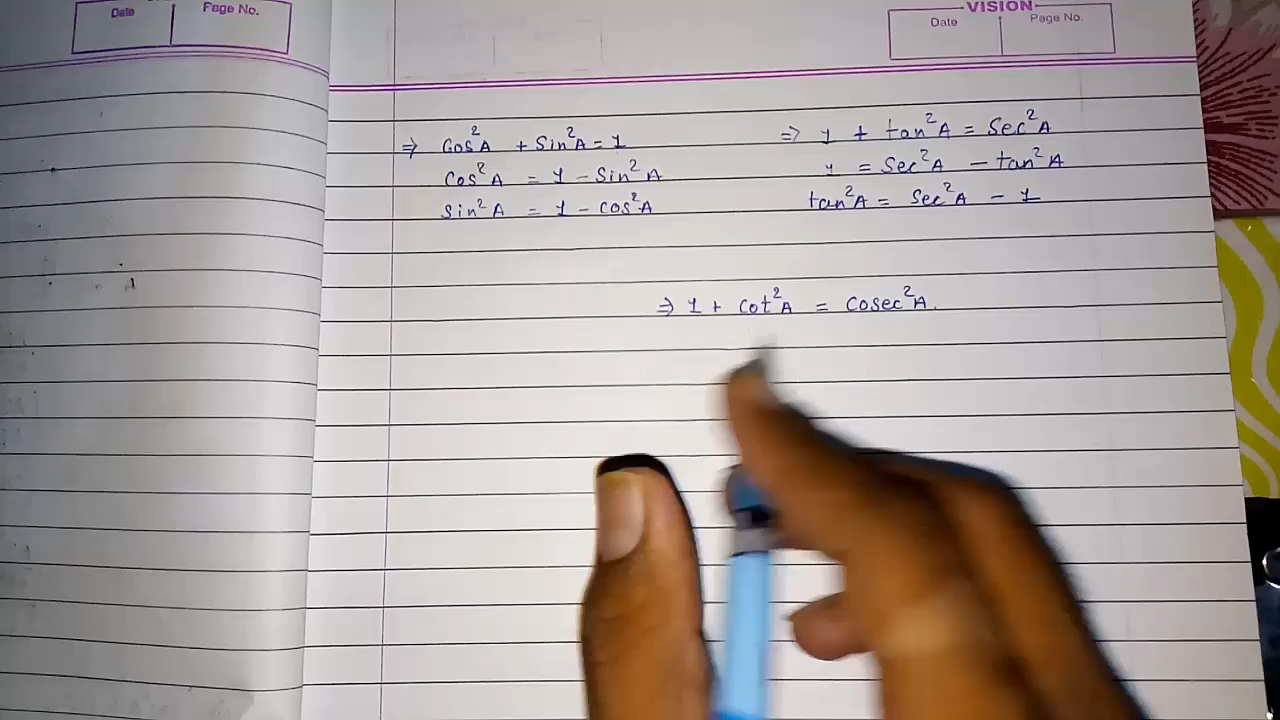 Date Page No.
VISION
Date Page No.
⇒ Cos²A + Sin²A = 1
cos²A = 1 - Sin²A
sin²A = 1 - cos²A
⇒ 1 + tan²A = Sec²A
1 = Sec²A - tan²A
tan²A = Sec²A - 1
⇒ 1 + cot²A = Cosec²A.